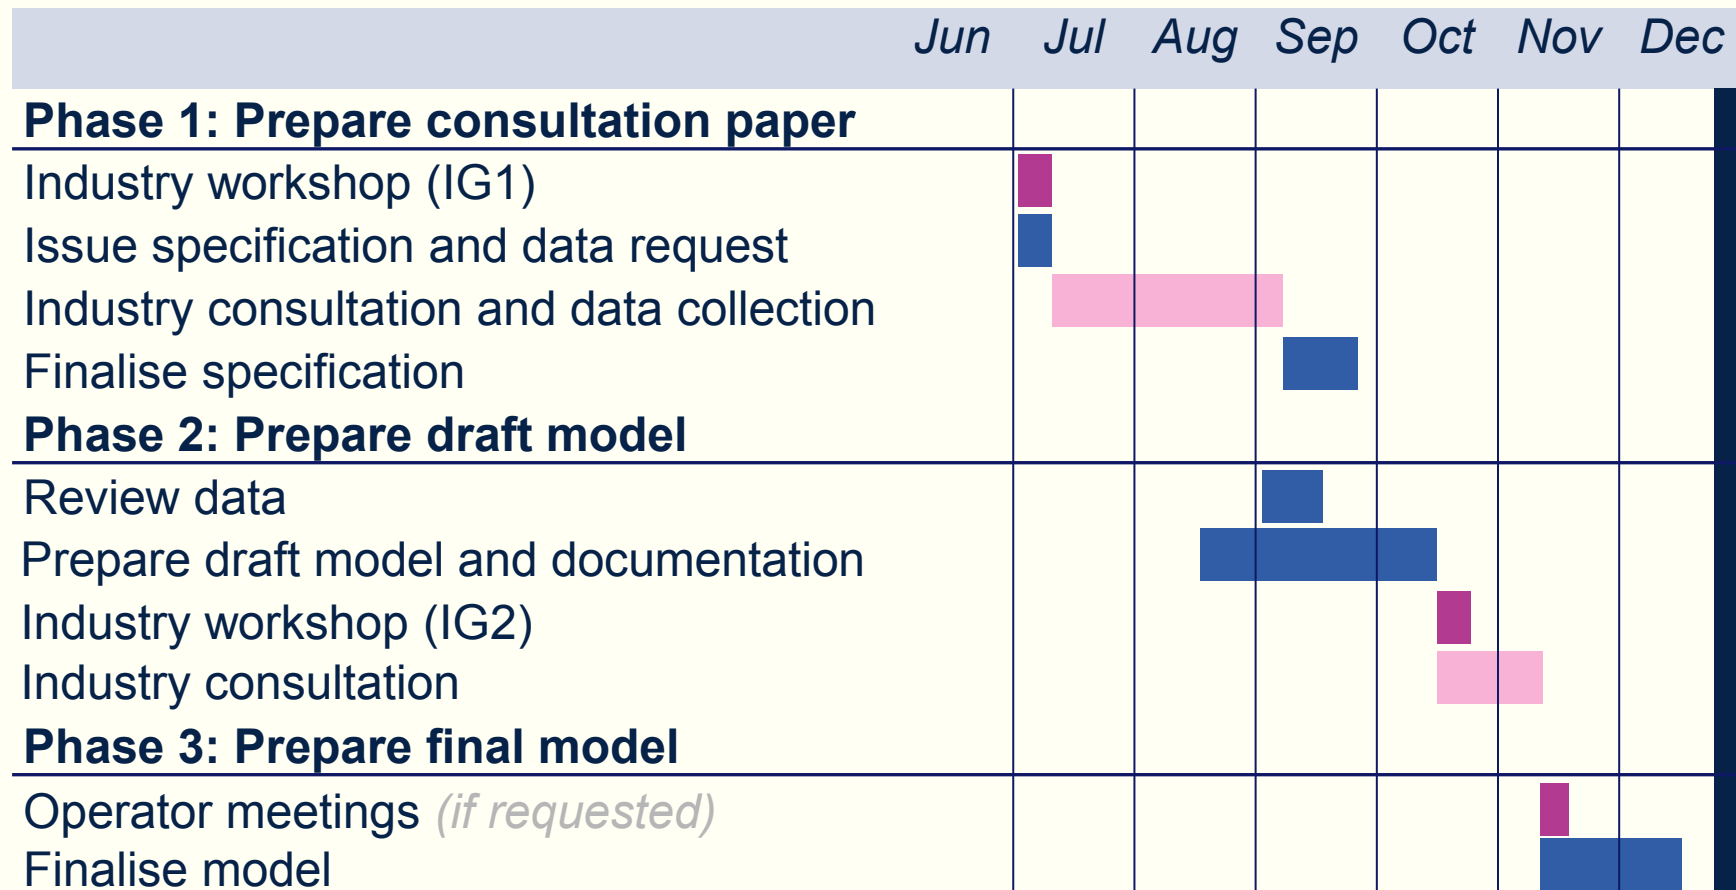 Jun Jul Aug Sep Oct Nov Dec
Phase 1: Prepare consultation paper
Industry workshop (IG1)
Issue specification and data request
Industry consultation and data collection
Finalise specification
Phase 2: Prepare draft model
Review data
Prepare draft model and documentation
Industry workshop (IG2)
Industry consultation
Phase 3: Prepare final model
Operator meetings (if requested)
Finalise model